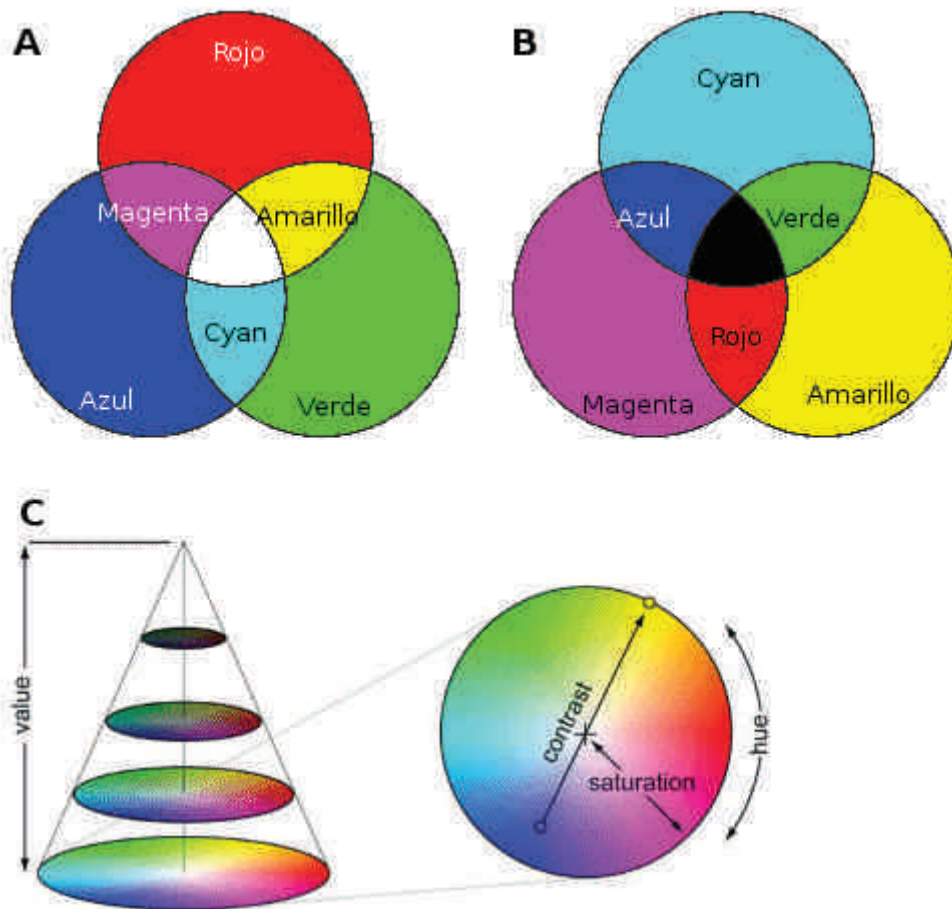 A
Rojo
Magenta
Amarillo
Cyan
Azul
Verde
B
Cyan
Azul
Verde
Rojo
Magenta
Amarillo
C
value
contrast
saturation
hue